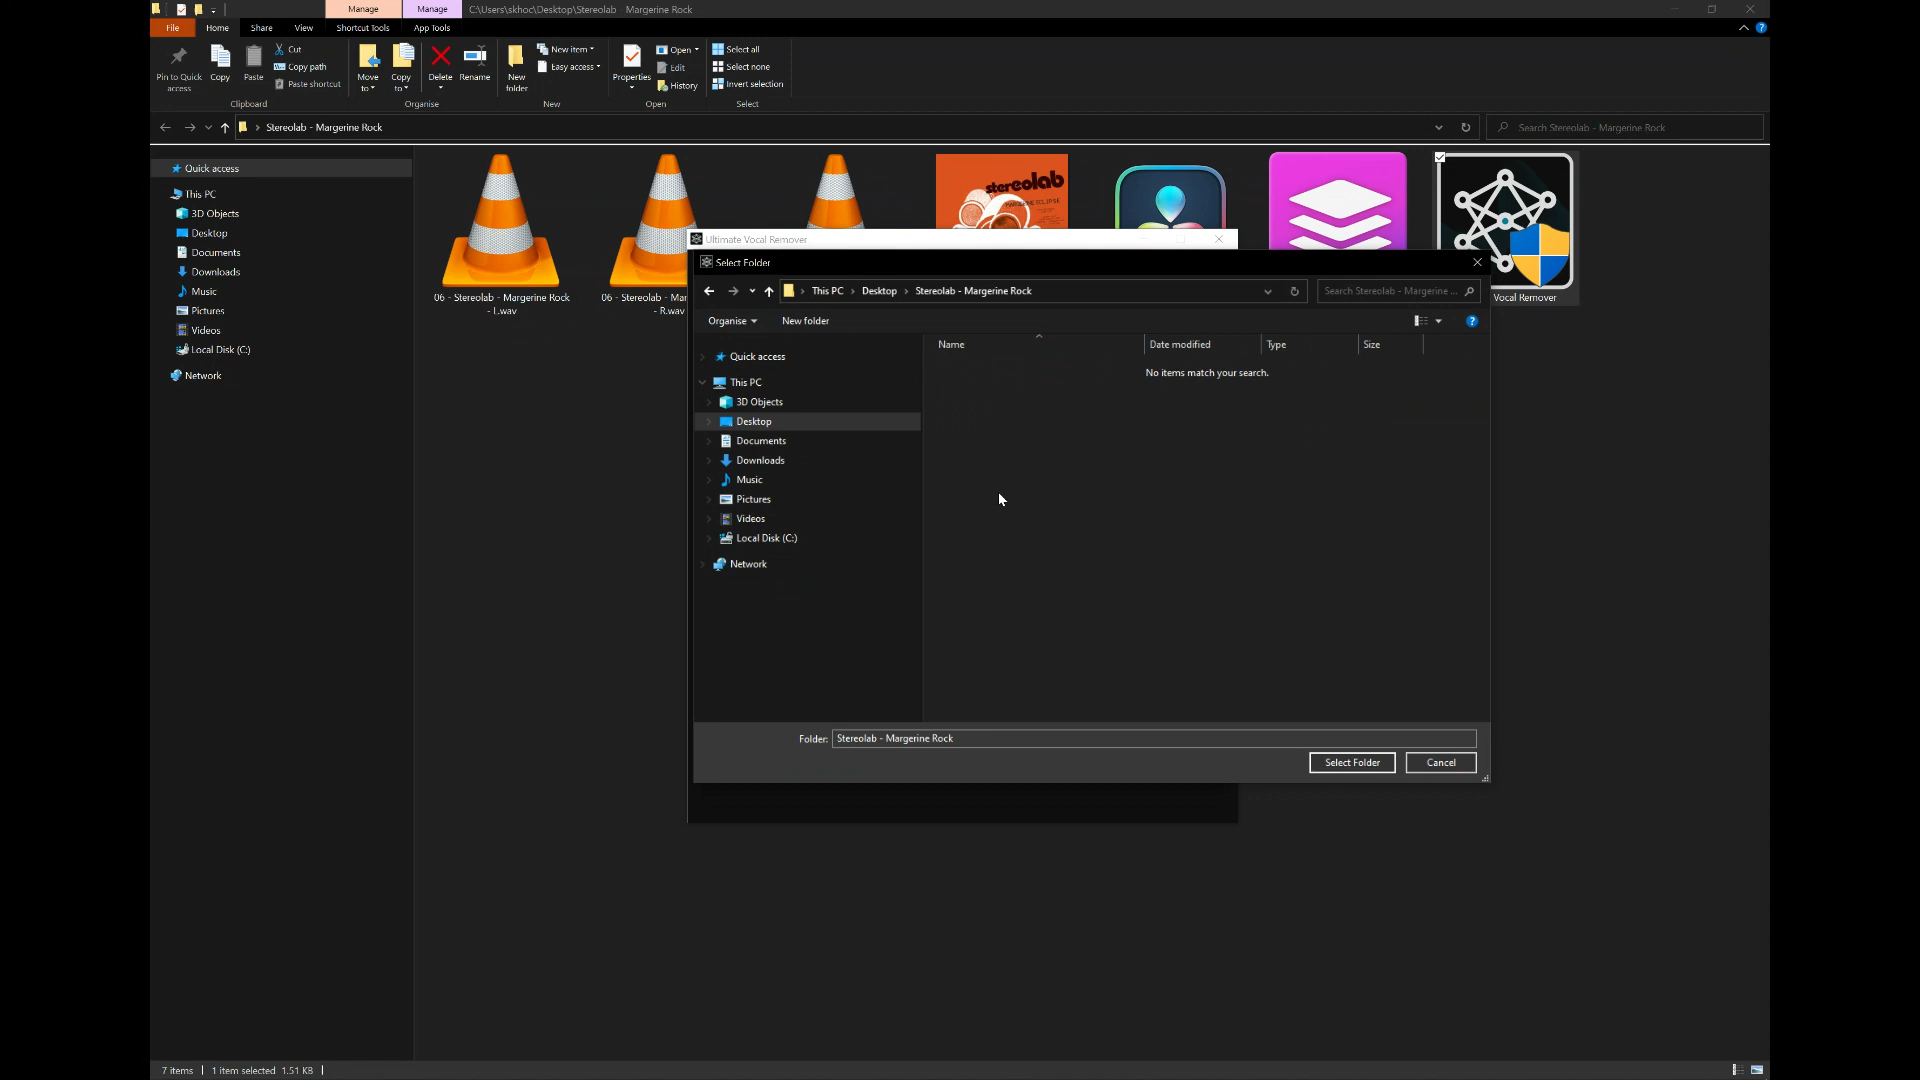 Manage
Manage
C:\Users\skhoc\Desktop\Stereolab   Margerine Rock
File
Home
Share
View
Shortcut Tools
App Tools
Pin to Quick access
Copy
Paste
Cut
Copy path
Paste shortcut
Clipboard
Move to
Copy to
Delete
Rename
Organise
New folder
New item
Easy access
New
Properties
Open
Edit
History
Open
Select all
Select none
Invert selection
Select
Stereolab - Margerine Rock
Search Stereolab - Margerine Rock
Quick access
This PC
3D Objects
Desktop
Documents
Downloads
Music
Pictures
Videos
Local Disk (C:)
Network
06 - Stereolab - Margerine Rock
- L.wav
06 - Stereolab - Mar
- R.wav
stereolab
MARGERINE ECLIPSE
Vocal Remover
Ultimate Vocal Remover
Select Folder
This PC > Desktop > Stereolab - Margerine Rock
Search Stereolab - Margerine ...
Organise
New folder
Quick access
This PC
3D Objects
Desktop
Documents
Downloads
Music
Pictures
Videos
Local Disk (C:)
Network
Name
Date modified
Type
Size
No items match your search.
Folder: Stereolab - Margerine Rock
Select Folder
Cancel
7 items
1 item selected  1.51 KB